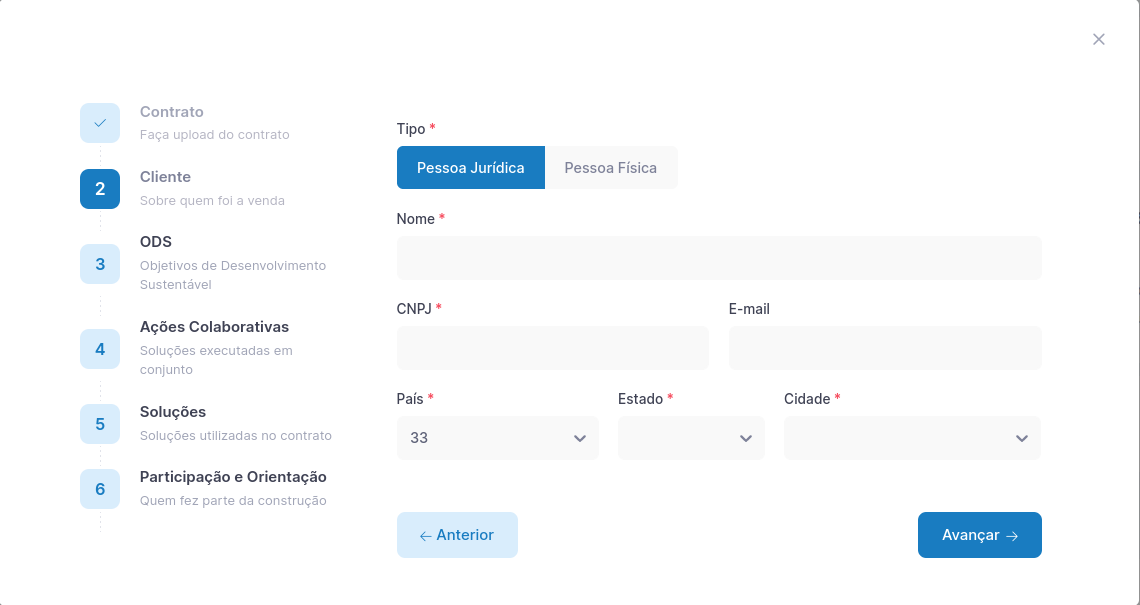 Contrato
Faça upload do contrato
2
Cliente
Sobre quem foi a venda
3
ODS
Objetivos de Desenvolvimento
Sustentável
4
Ações Colaborativas
Soluções executadas em
conjunto
5
Soluções
Soluções utilizadas no contrato
6
Participação e Orientação
Quem fez parte da construção
Tipo *
Pessoa Jurídica Pessoa Física
Nome *
CNPJ * E-mail
País * Estado * Cidade *
33
← Anterior Avançar →